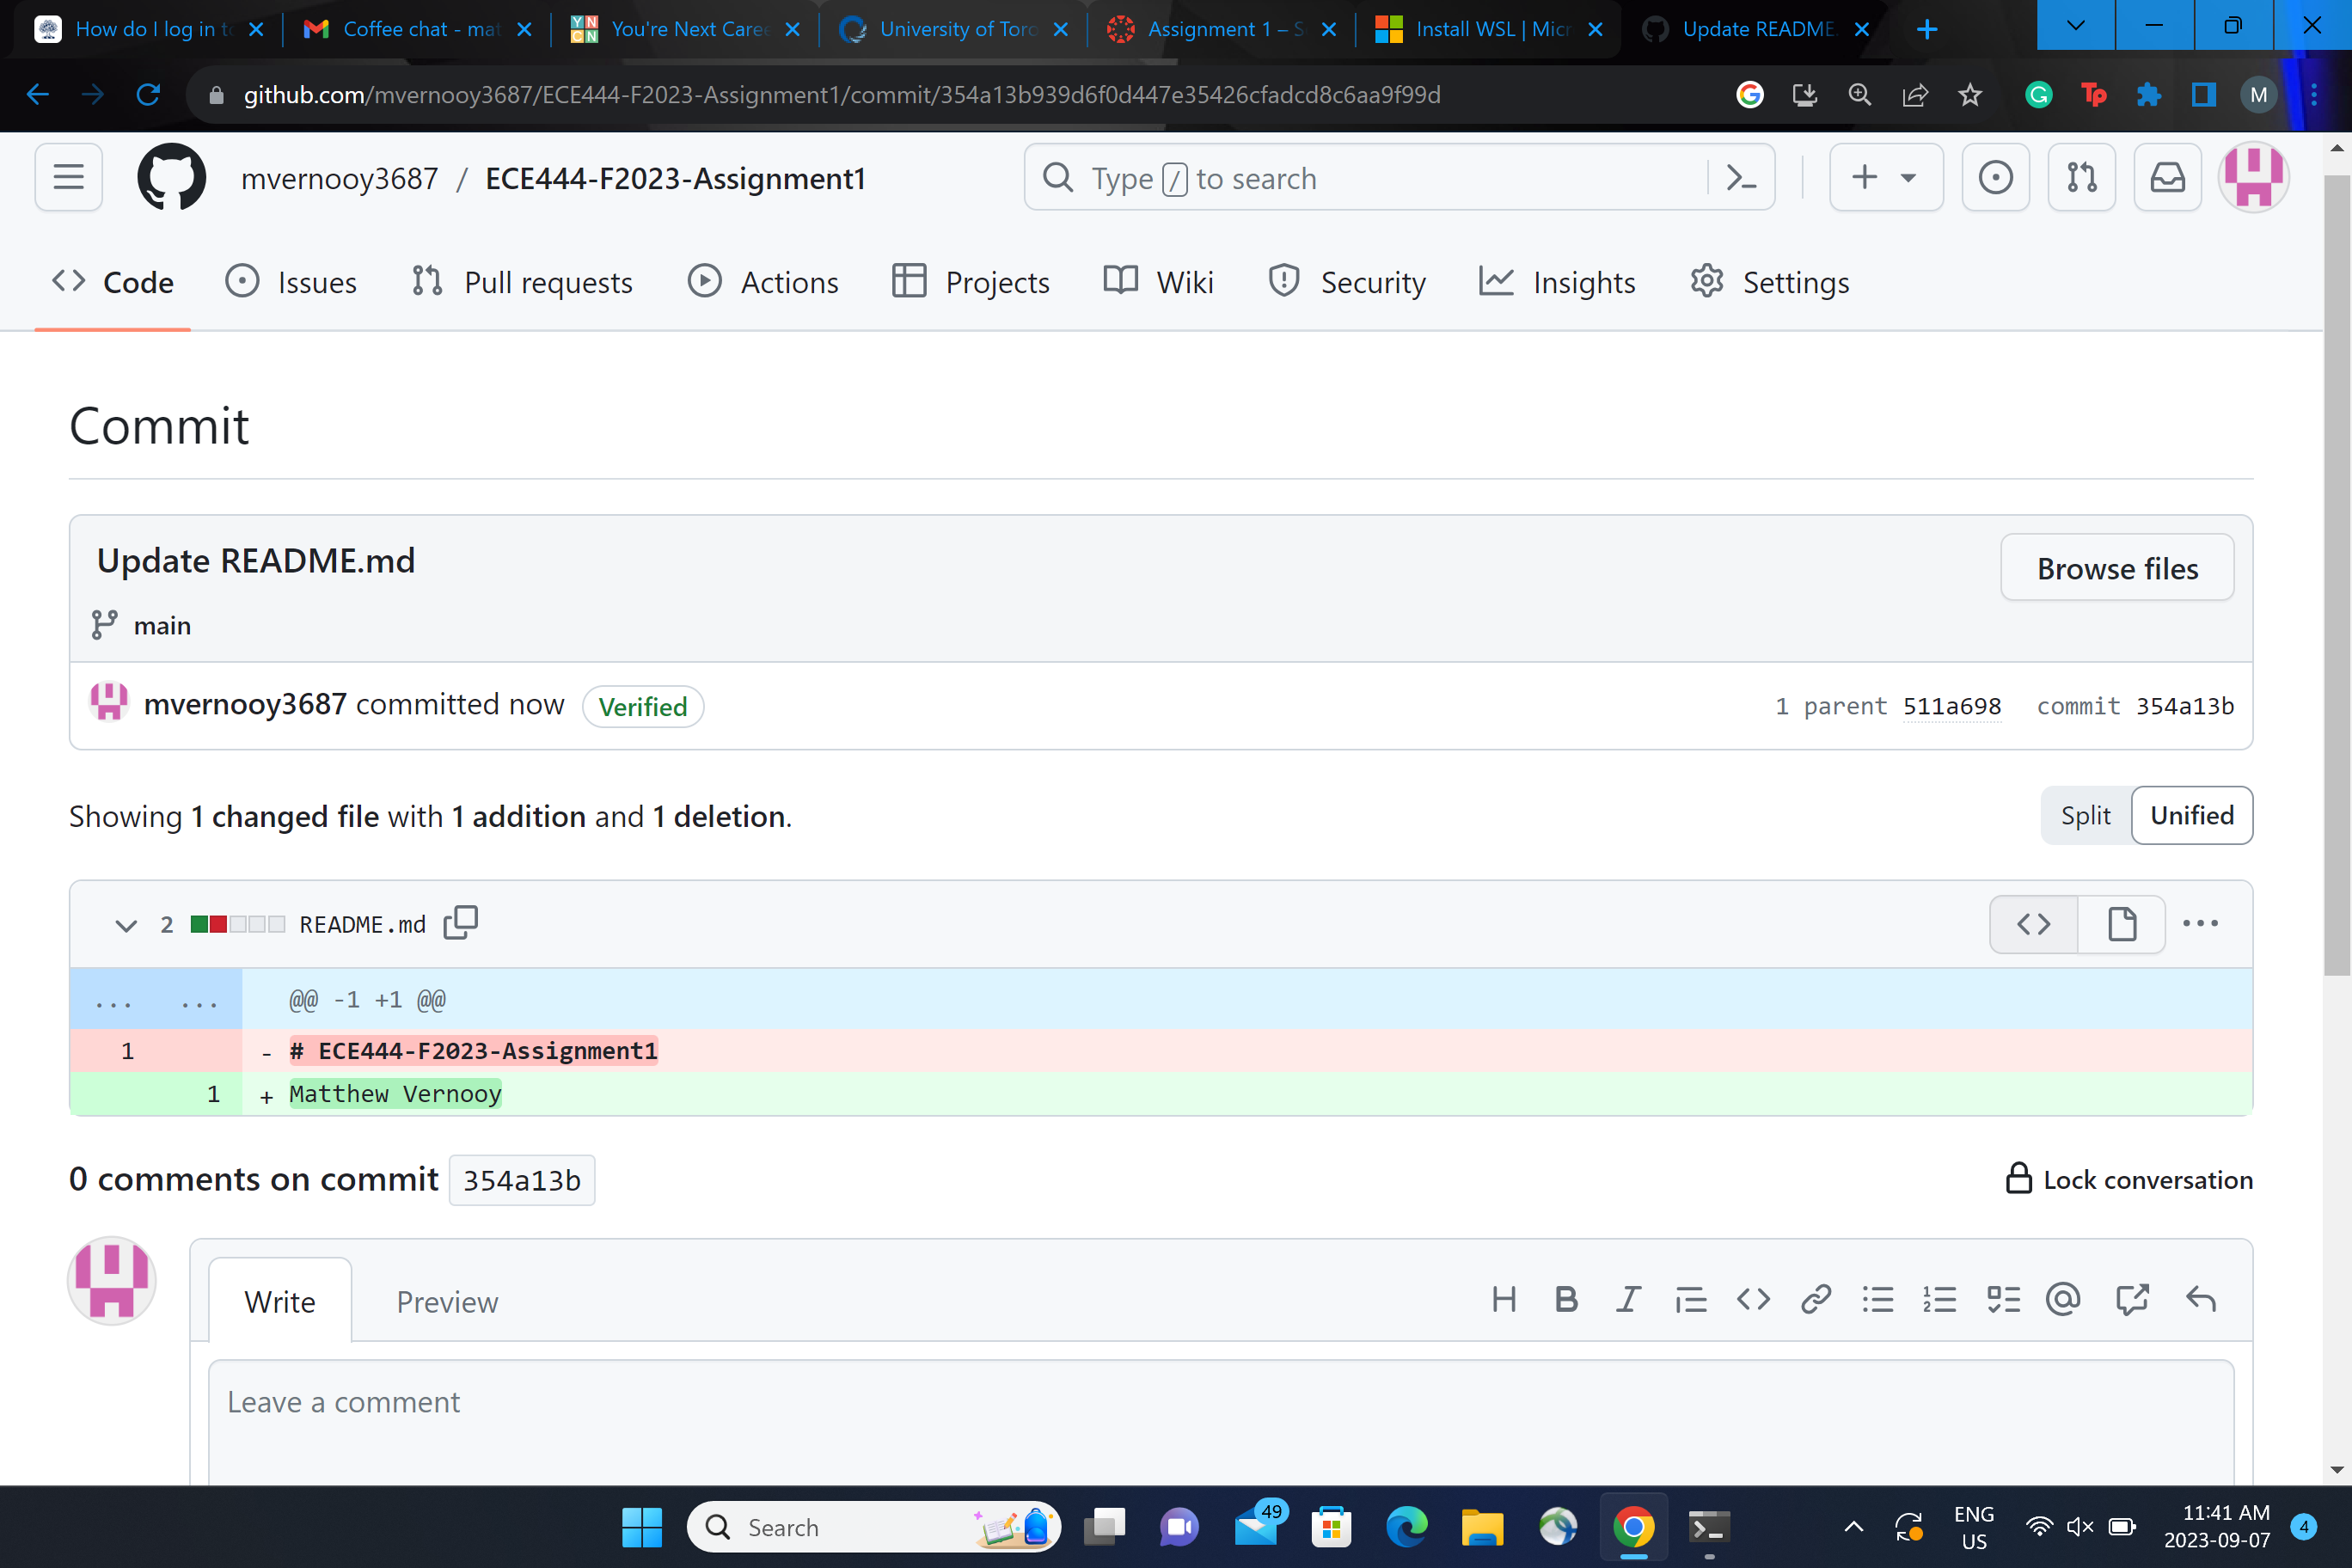 How do I log in to
Coffee chat - mat
You're Next Caree
University of Toro
Assignment 1 – S
Install WSL | Micr
Update README.
github.com/mvernooy3687/ECE444-F2023-Assignment1/commit/354a13b939d6f0d447e35426cfadcd8c6aa9f99d
G
Tp
M
mvernooy3687 / ECE444-F2023-Assignment1
Type / to search
Code
Issues
Pull requests
Actions
Projects
Wiki
Security
Insights
Settings
Commit
Update README.md
Browse files
main
mvernooy3687 committed now Verified
1 parent 511a698 commit 354a13b
Showing 1 changed file with 1 addition and 1 deletion.
Split Unified
2 README.md
... ... @@ -1 +1 @@
1 - # ECE444-F2023-Assignment1
1 + Matthew Vernooy
0 comments on commit 354a13b
Lock conversation
Write Preview
Leave a comment
Search
49
ENG
US
11:41 AM
2023-09-07
4